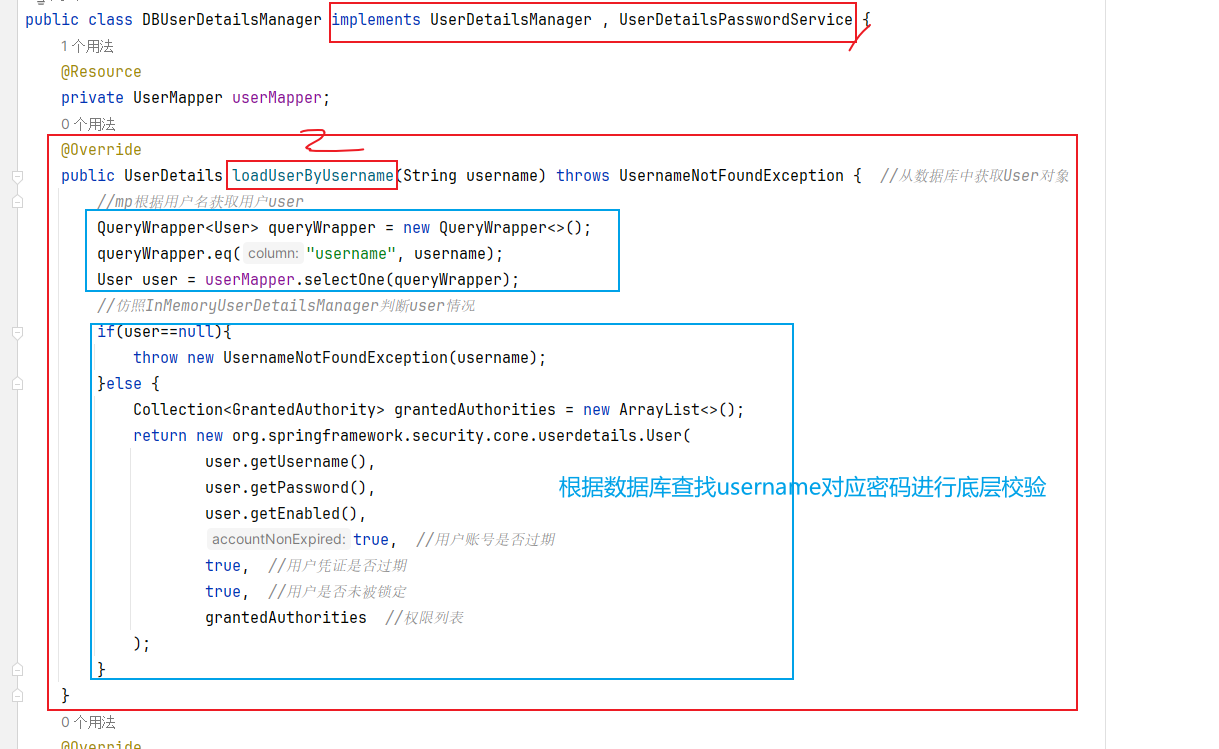 public class DBUserDetailsManager implements UserDetailsManager , UserDetailsPasswordService {
1 个用法
@Resource
private UserMapper userMapper;
0 个用法
2
@Override
public UserDetails loadUserByUsername(String username) throws UsernameNotFoundException { //从数据库中获取User对象
//mp根据用户名获取用户user
QueryWrapper<User> queryWrapper = new QueryWrapper<>();
queryWrapper.eq( column: "username", username);
User user = userMapper.selectOne(queryWrapper);
//仿照InMemoryUserDetailsManager判断user情况
if(user==null){
throw new UsernameNotFoundException(username);
}else {
Collection<GrantedAuthority> grantedAuthorities = new ArrayList<>();
return new org.springframework.security.core.userdetails.User(
user.getUsername(),
user.getPassword(),
根据数据库查找username对应密码进行底层校验
user.getEnabled(),
accountNonExpired: true, //用户账号是否过期
true, //用户凭证是否过期
true, //用户是否未被锁定
grantedAuthorities //权限列表
);
}
}
0 个用法
@Override